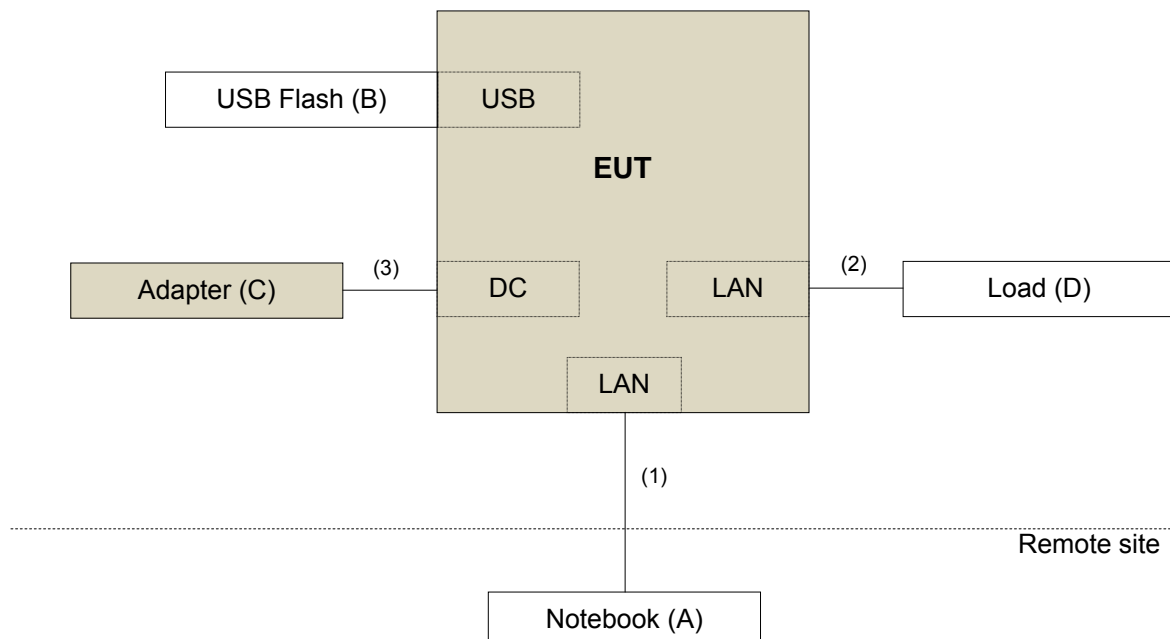 USB Flash (B)
USB
EUT
Adapter (C)
(3)
DC
LAN
(2)
Load (D)
LAN
(1)
Remote site
Notebook (A)